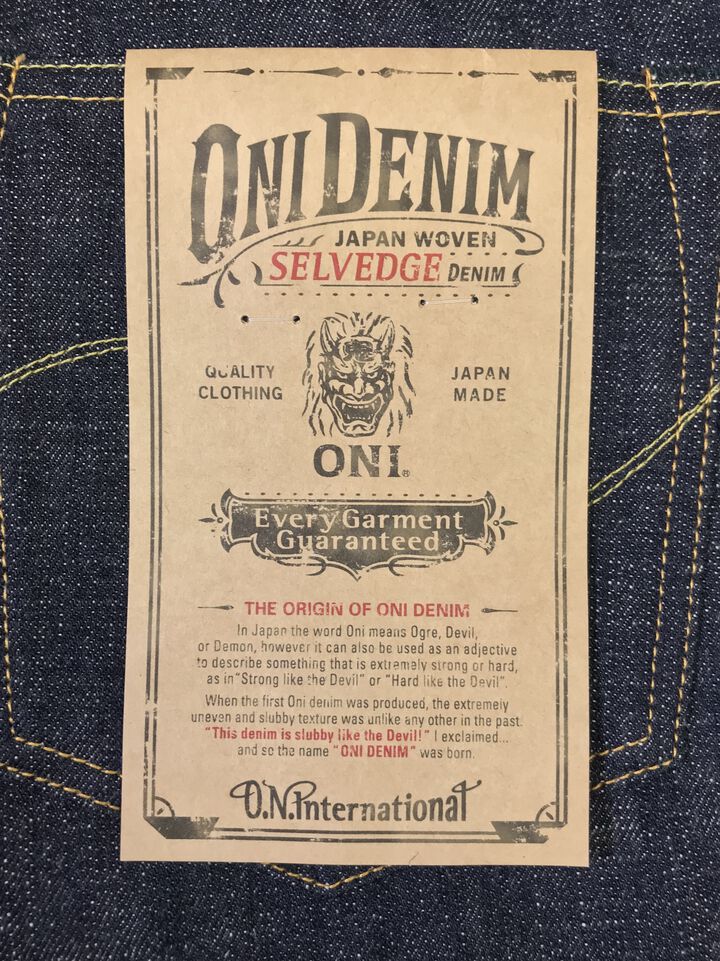 ONI DENIM
JAPAN WOVEN
SELVEDGE DENIM
QUALITY
CLOTHING
JAPAN
MADE
ONI®
Every Garment
Guaranteed
THE ORIGIN OF ONI DENIM
In Japan the word Oni means Ogre, Devil,
or Demon, however it can also be used as an adjective
to describe something that is extremely strong or hard,
as in "Strong like the Devil" or "Hard like the Devil".
When the first Oni denim was produced, the extremely
uneven and slubby texture was unlike any other in the past.
"This denim is slubby like the Devil!" I exclaimed...
and so the name "ONI DENIM" was born.
O.N.International